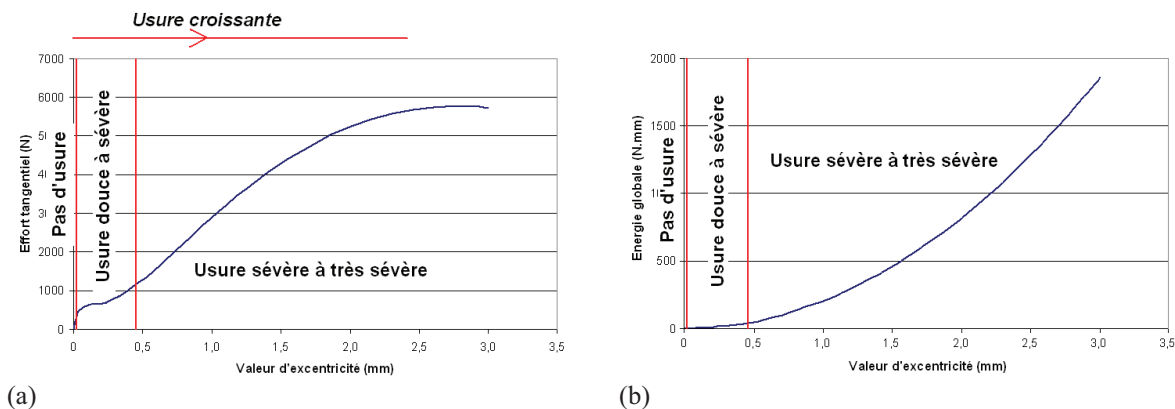 Usure croissante
7000
6000
5
4
3
2000
1000
0
Effort tangentiel (N)
Pas d'usure
Usure douce à sévère
Usure sévère à très sévère
0 0,5 1,0 1,5 2,0 2,5 3,0 3,5
Valeur d'excentricité (mm)
(a)
2000
1500
1
500
0
Energie globale (N.mm)
Pas d'usure
Usure douce à sévère
Usure sévère à très sévère
0 0,5 1,0 1,5 2,0 2,5 3,0 3,5
Valeur d'excentricité (mm)
(b)